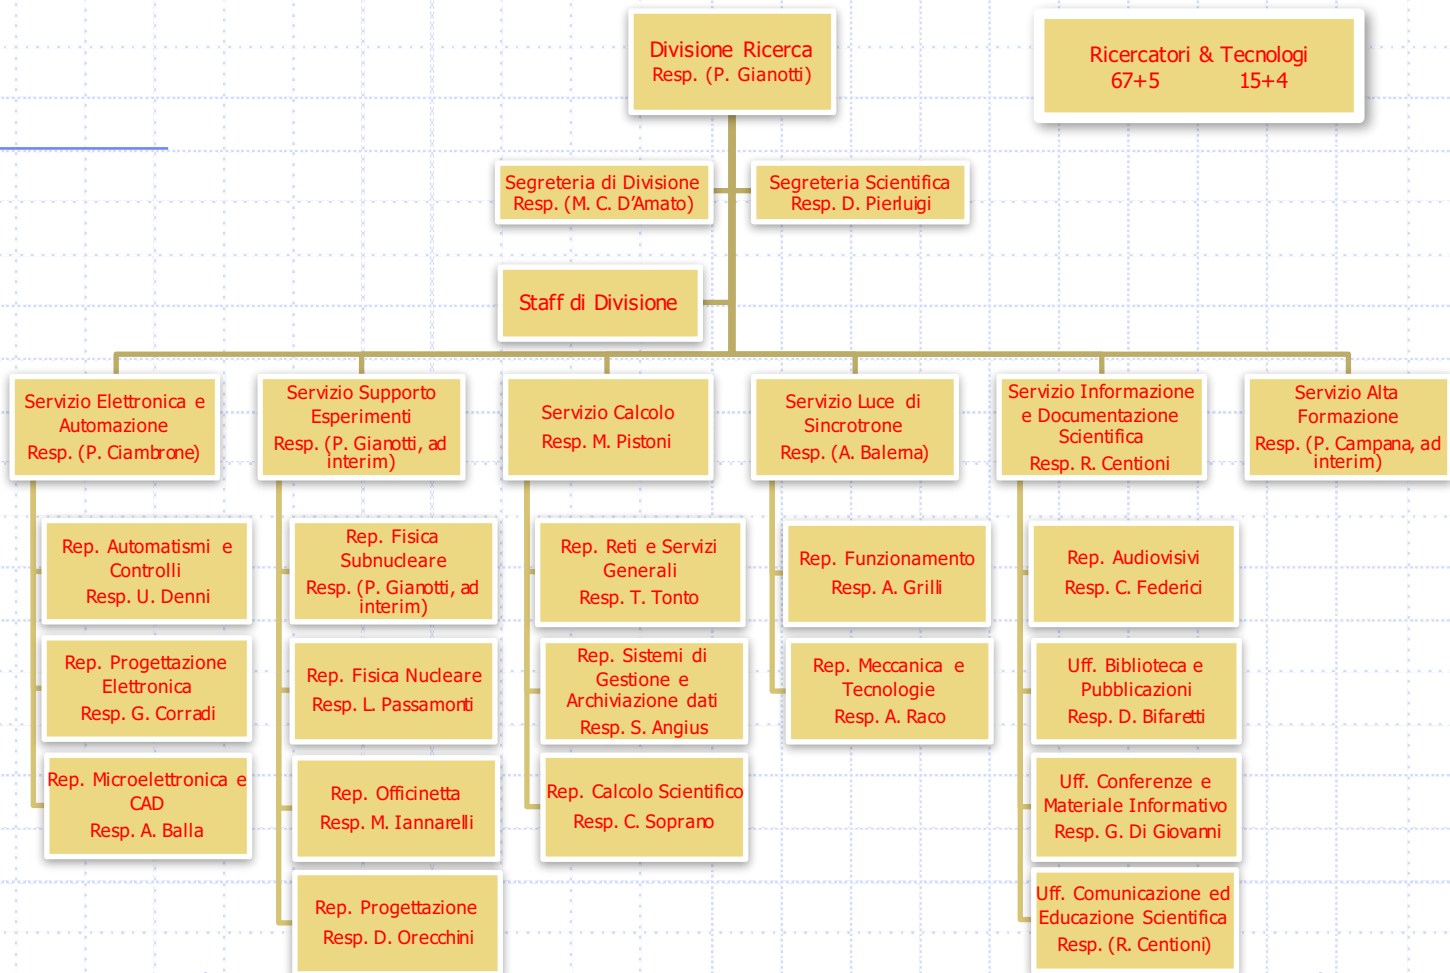 Divisione Ricerca
Resp. (P. Gianotti)
Ricercatori & Tecnologi
67+5 15+4
Segreteria di Divisione
Resp. (M. C. D'Amato)
Segreteria Scientifica
Resp. D. Pierluigi
Staff di Divisione
Servizio Elettronica e
Automazione
Resp. (P. Ciambrone)
Servizio Supporto
Esperimenti
Resp. (P. Gianotti, ad
interim)
Servizio Calcolo
Resp. M. Pistoni
Servizio Luce di
Sincrotrone
Resp. (A. Balerna)
Servizio Informazione
e Documentazione
Scientifica
Resp. R. Centioni
Servizio Alta
Formazione
Resp. (P. Campana, ad
interim)
Rep. Automatismi e
Controlli
Resp. U. Denni
Rep. Progettazione
Elettronica
Resp. G. Corradi
Rep. Microelettronica e
CAD
Resp. A. Balla
Rep. Fisica
Subnucleare
Resp. (P. Gianotti, ad
interim)
Rep. Fisica Nucleare
Resp. L. Passamonti
Rep. Officinetta
Resp. M. Iannarelli
Rep. Progettazione
Resp. D. Orecchini
Rep. Reti e Servizi
Generali
Resp. T. Tonto
Rep. Sistemi di
Gestione e
Archiviazione dati
Resp. S. Angius
Rep. Calcolo Scientifico
Resp. C. Soprano
Rep. Funzionamento
Resp. A. Grilli
Rep. Meccanica e
Tecnologie
Resp. A. Raco
Rep. Audiovisivi
Resp. C. Federici
Uff. Biblioteca e
Pubblicazioni
Resp. D. Bifaretti
Uff. Conferenze e
Materiale Informativo
Resp. G. Di Giovanni
Uff. Comunicazione ed
Educazione Scientifica
Resp. (R. Centioni)